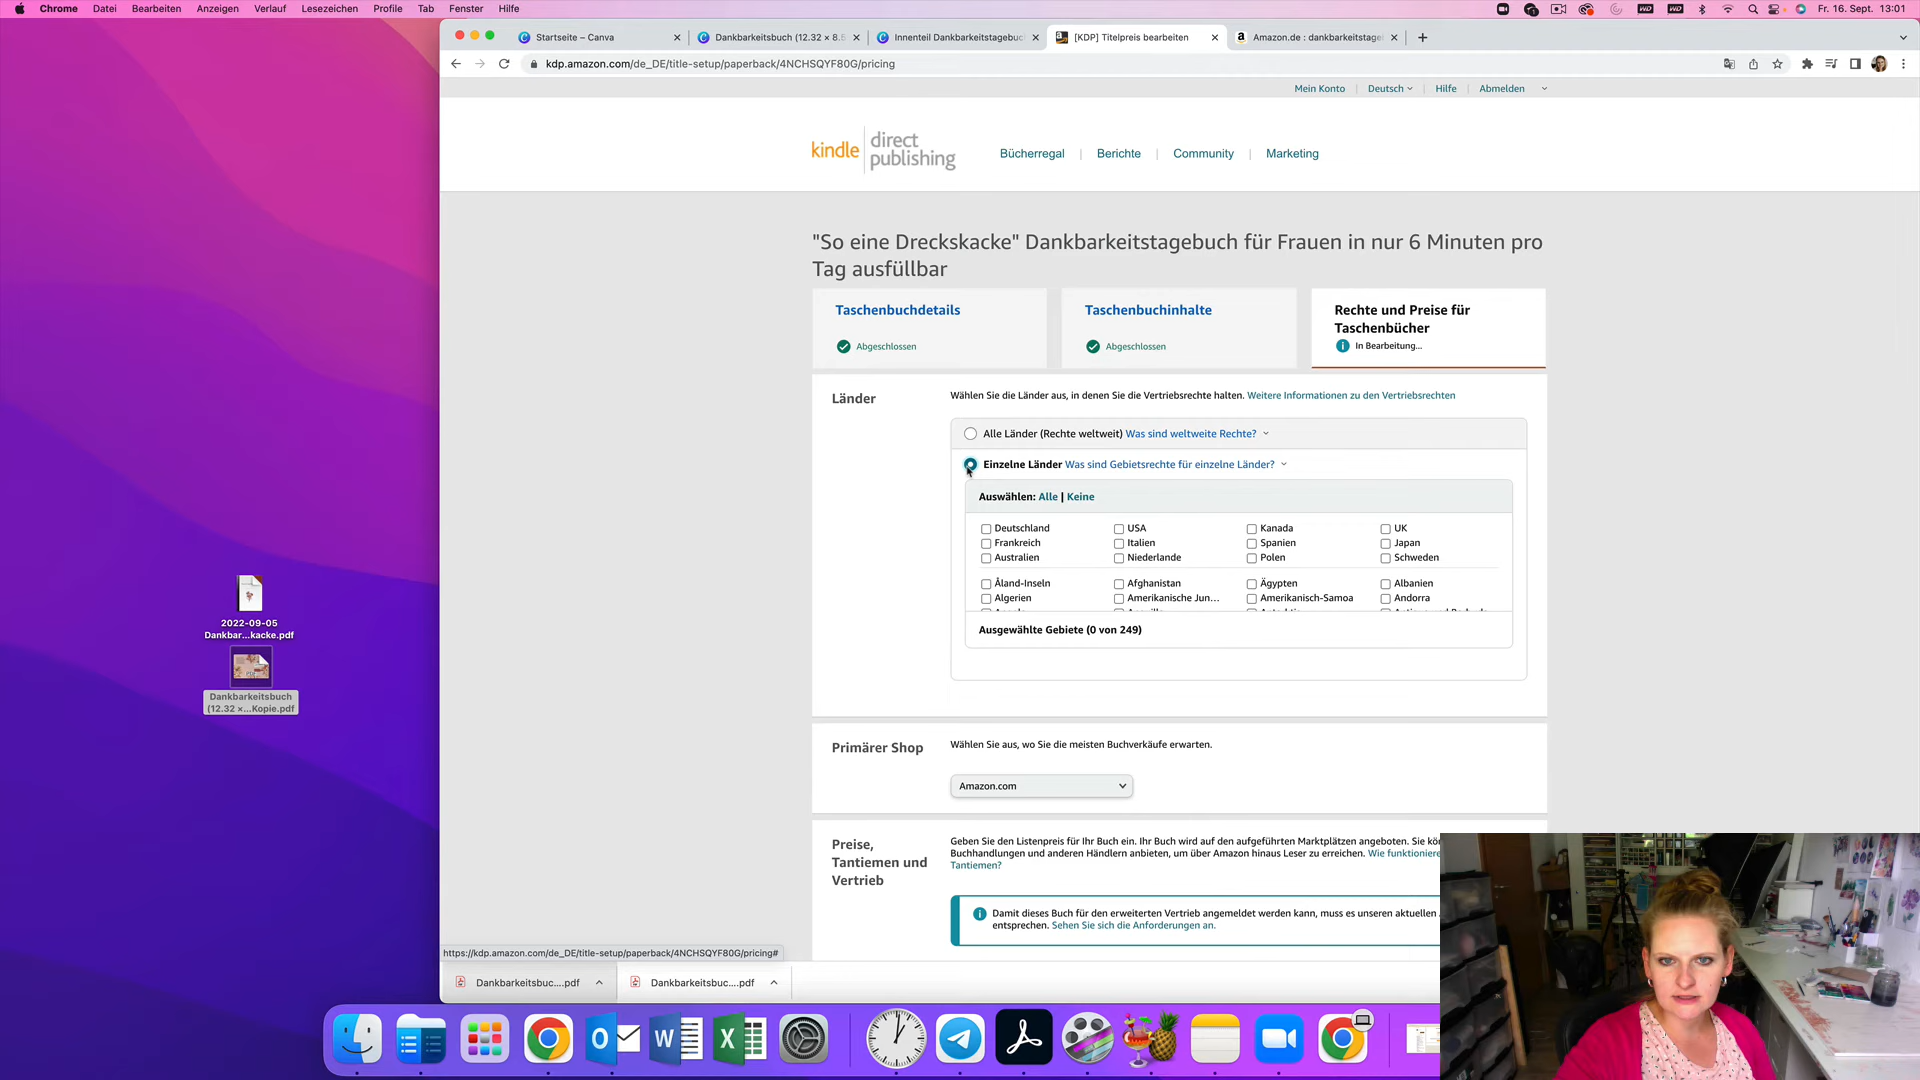 Chrome Datei Bearbeiten Anzeigen Verlauf Lesezeichen Profile Tab Fenster Hilfe Fr. 16. Sept. 13:01
Startseite – Canva
Dankbarkeitsbuch (12.32 × 8.5
Innenteil Dankbarkeitstagebuc
[KDP] Titelpreis bearbeiten
Amazon.de : dankbarkeitstage
kdp.amazon.com/de_DE/title-setup/paperback/4NCHSQYF80G/pricing
Mein Konto | Deutsch | Hilfe | Abmelden
kindle direct publishing
Bücherregal | Berichte | Community | Marketing
"So eine Dreckskacke" Dankbarkeitstagebuch für Frauen in nur 6 Minuten pro
Tag ausfüllbar
Taschenbuchdetails
Abgeschlossen
Taschenbuchinhalte
Abgeschlossen
Rechte und Preise für
Taschenbücher
In Bearbeitung...
Länder
Wählen Sie die Länder aus, in denen Sie die Vertriebsrechte halten. Weitere Informationen zu den Vertriebsrechten
Alle Länder (Rechte weltweit) Was sind weltweite Rechte?
Einzelne Länder Was sind Gebietsrechte für einzelne Länder?
Auswählen: Alle | Keine
Deutschland USA Kanada UK
Frankreich Italien Spanien Japan
Australien Niederlande Polen Schweden
Åland-Inseln Afghanistan Ägypten Albanien
Algerien Amerikanische Jun... Amerikanisch-Samoa Andorra
Ausgewählte Gebiete (0 von 249)
Primärer Shop
Wählen Sie aus, wo Sie die meisten Buchverkäufe erwarten.
Amazon.com
Preise,
Tantiemen und
Vertrieb
Geben Sie den Listenpreis für Ihr Buch ein. Ihr Buch wird auf den aufgeführten Marktplätzen angeboten. Sie kön
Buchhandlungen und anderen Händlern anbieten, um über Amazon hinaus Leser zu erreichen. Wie funktioniere
Tantiemen?
Damit dieses Buch für den erweiterten Vertrieb angemeldet werden kann, muss es unseren aktuellen
entsprechen. Sehen Sie sich die Anforderungen an.
https://kdp.amazon.com/de_DE/title-setup/paperback/4NCHSQYF80G/pricing#
Dankbarkeitsbuc....pdf
Dankbarkeitsbuc....pdf
2022-09-05
Dankbar...kacke.pdf
Dankbarkeitsbuch
(12.32 ×...Kopie.pdf